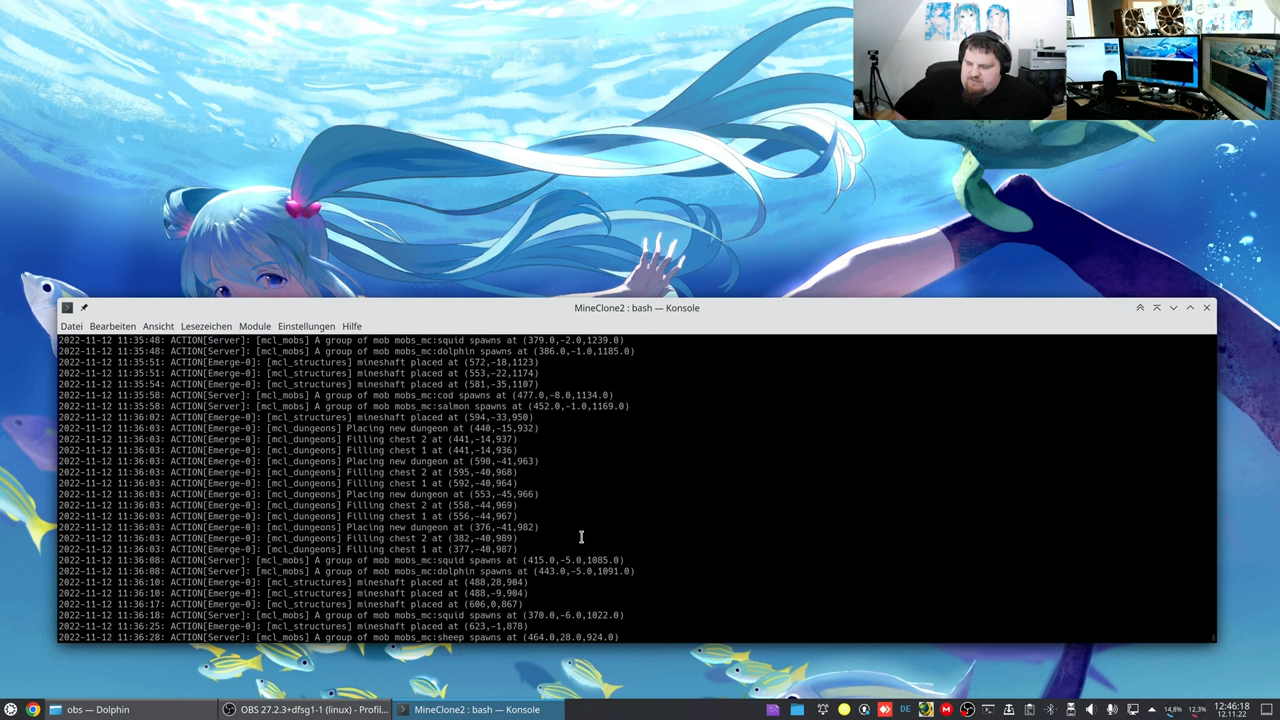 MineClone2 : bash — Konsole
Datei Bearbeiten Ansicht Lesezeichen Module Einstellungen Hilfe
2022-11-12 11:35:48: ACTION[Server]: [mcl_mobs] A group of mob mobs_mc:squid spawns at (379.0,-2.0,1239.0)
2022-11-12 11:35:48: ACTION[Server]: [mcl_mobs] A group of mob mobs_mc:dolphin spawns at (386.0,-1.0,1185.0)
2022-11-12 11:35:51: ACTION[Emerge-0]: [mcl_structures] mineshaft placed at (572,-18,1123)
2022-11-12 11:35:51: ACTION[Emerge-0]: [mcl_structures] mineshaft placed at (553,-22,1174)
2022-11-12 11:35:54: ACTION[Emerge-0]: [mcl_structures] mineshaft placed at (581,-35,1107)
2022-11-12 11:35:58: ACTION[Server]: [mcl_mobs] A group of mob mobs_mc:cod spawns at (477.0,-8.0,1134.0)
2022-11-12 11:35:58: ACTION[Server]: [mcl_mobs] A group of mob mobs_mc:salmon spawns at (452.0,-1.0,1169.0)
2022-11-12 11:36:02: ACTION[Emerge-0]: [mcl_structures] mineshaft placed at (594,-33,950)
2022-11-12 11:36:03: ACTION[Emerge-0]: [mcl_dungeons] Placing new dungeon at (440,-15,932)
2022-11-12 11:36:03: ACTION[Emerge-0]: [mcl_dungeons] Filling chest 2 at (441,-14,937)
2022-11-12 11:36:03: ACTION[Emerge-0]: [mcl_dungeons] Filling chest 1 at (441,-14,936)
2022-11-12 11:36:03: ACTION[Emerge-0]: [mcl_dungeons] Placing new dungeon at (590,-41,963)
2022-11-12 11:36:03: ACTION[Emerge-0]: [mcl_dungeons] Filling chest 2 at (595,-40,968)
2022-11-12 11:36:03: ACTION[Emerge-0]: [mcl_dungeons] Filling chest 1 at (592,-40,964)
2022-11-12 11:36:03: ACTION[Emerge-0]: [mcl_dungeons] Placing new dungeon at (553,-45,966)
2022-11-12 11:36:03: ACTION[Emerge-0]: [mcl_dungeons] Filling chest 2 at (558,-44,969)
2022-11-12 11:36:03: ACTION[Emerge-0]: [mcl_dungeons] Filling chest 1 at (556,-44,967)
2022-11-12 11:36:03: ACTION[Emerge-0]: [mcl_dungeons] Placing new dungeon at (376,-41,982)
2022-11-12 11:36:03: ACTION[Emerge-0]: [mcl_dungeons] Filling chest 2 at (382,-40,989)
2022-11-12 11:36:03: ACTION[Emerge-0]: [mcl_dungeons] Filling chest 1 at (377,-40,987)
2022-11-12 11:36:08: ACTION[Server]: [mcl_mobs] A group of mob mobs_mc:squid spawns at (415.0,-5.0,1085.0)
2022-11-12 11:36:08: ACTION[Server]: [mcl_mobs] A group of mob mobs_mc:dolphin spawns at (443.0,-5.0,1091.0)
2022-11-12 11:36:10: ACTION[Emerge-0]: [mcl_structures] mineshaft placed at (488,28,904)
2022-11-12 11:36:10: ACTION[Emerge-0]: [mcl_structures] mineshaft placed at (488,-9,904)
2022-11-12 11:36:17: ACTION[Emerge-0]: [mcl_structures] mineshaft placed at (606,0,867)
2022-11-12 11:36:18: ACTION[Server]: [mcl_mobs] A group of mob mobs_mc:squid spawns at (370.0,-6.0,1022.0)
2022-11-12 11:36:25: ACTION[Emerge-0]: [mcl_structures] mineshaft placed at (623,-1,878)
2022-11-12 11:36:28: ACTION[Server]: [mcl_mobs] A group of mob mobs_mc:sheep spawns at (464.0,28.0,924.0)
obs — Dolphin OBS 27.2.3+dfsg1-1 (linux) - Profil... MineClone2 : bash — Konsole DE 14,8% 12,3% 12:46:18
12.11.22